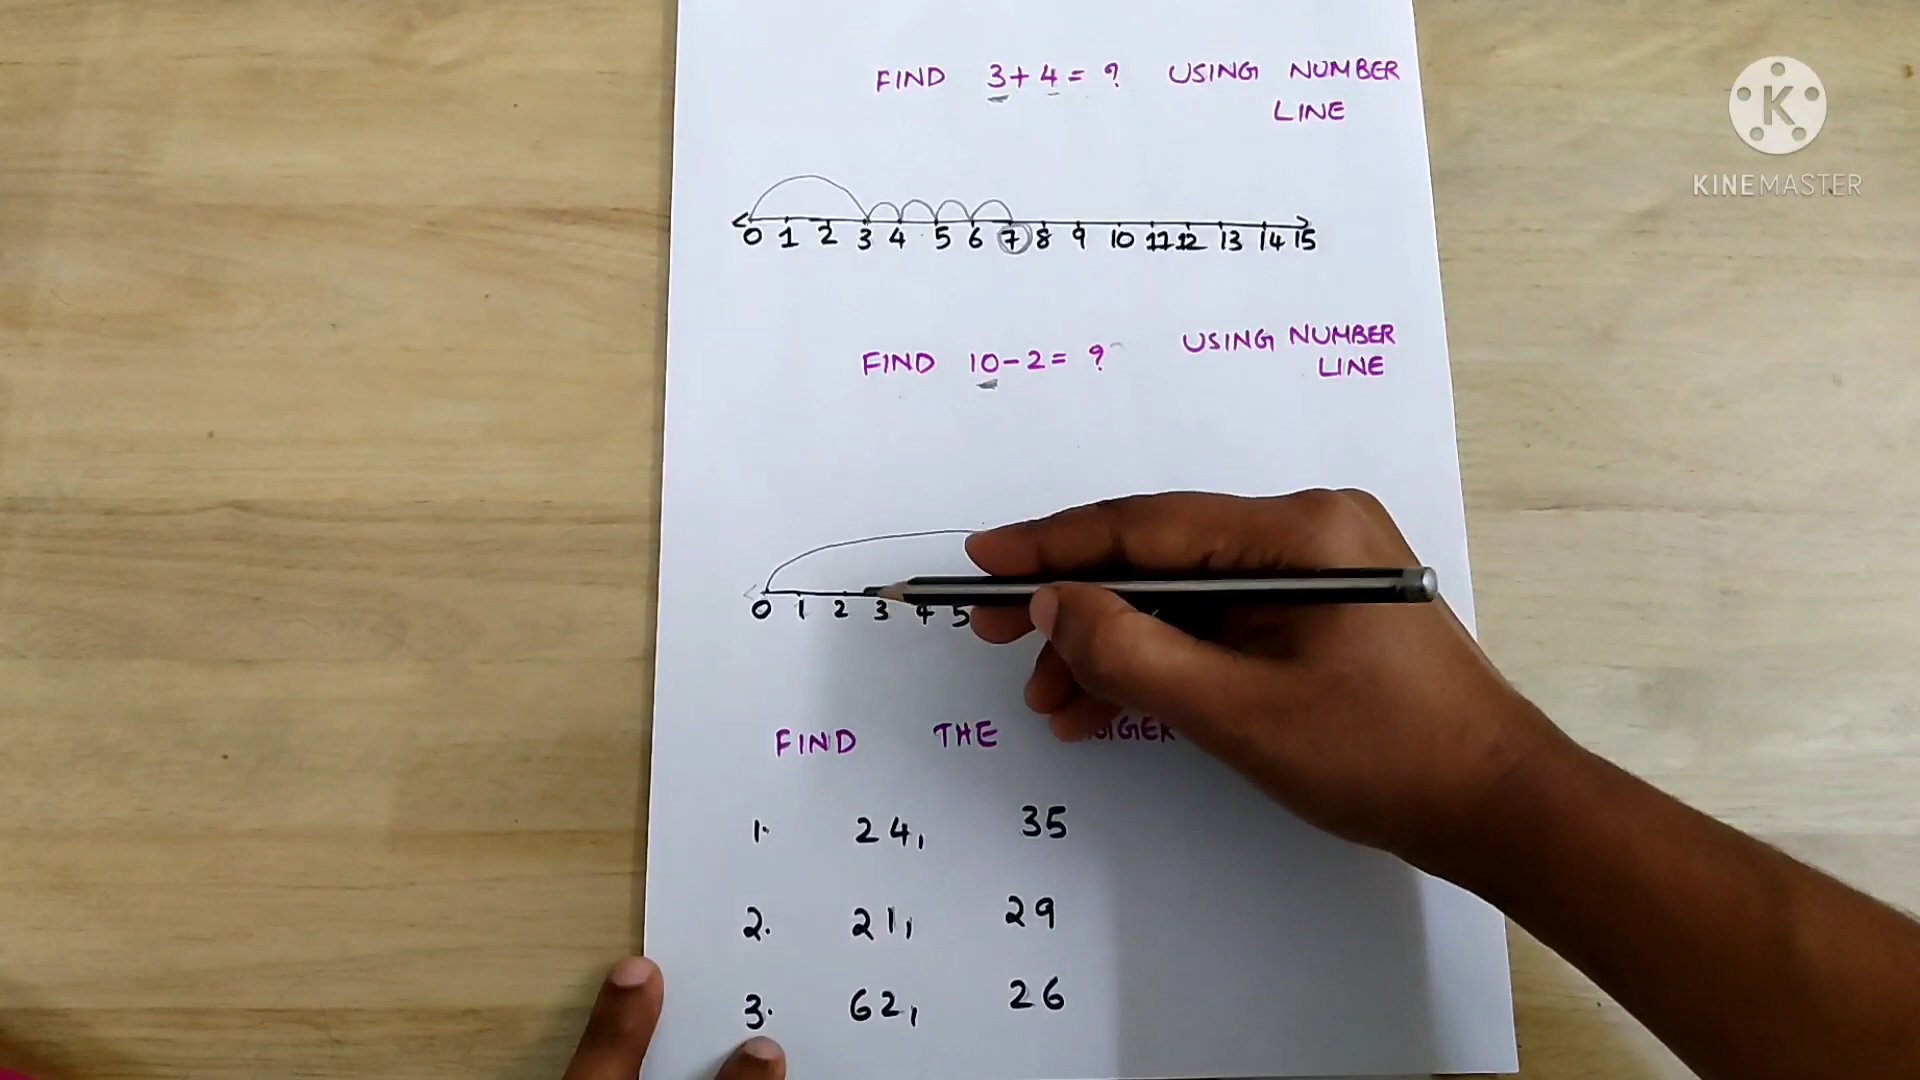 FIND 3 + 4 = ? USING NUMBER
LINE
KINEMASTER
0 1 2 3 4 5 6 7 8 9 10 11 12 13 14 15
FIND 10 - 2 = ? USING NUMBER
LINE
0 1 2 3 4 5
FIND THE
1. 24, 35
2. 21, 29
3. 62, 26